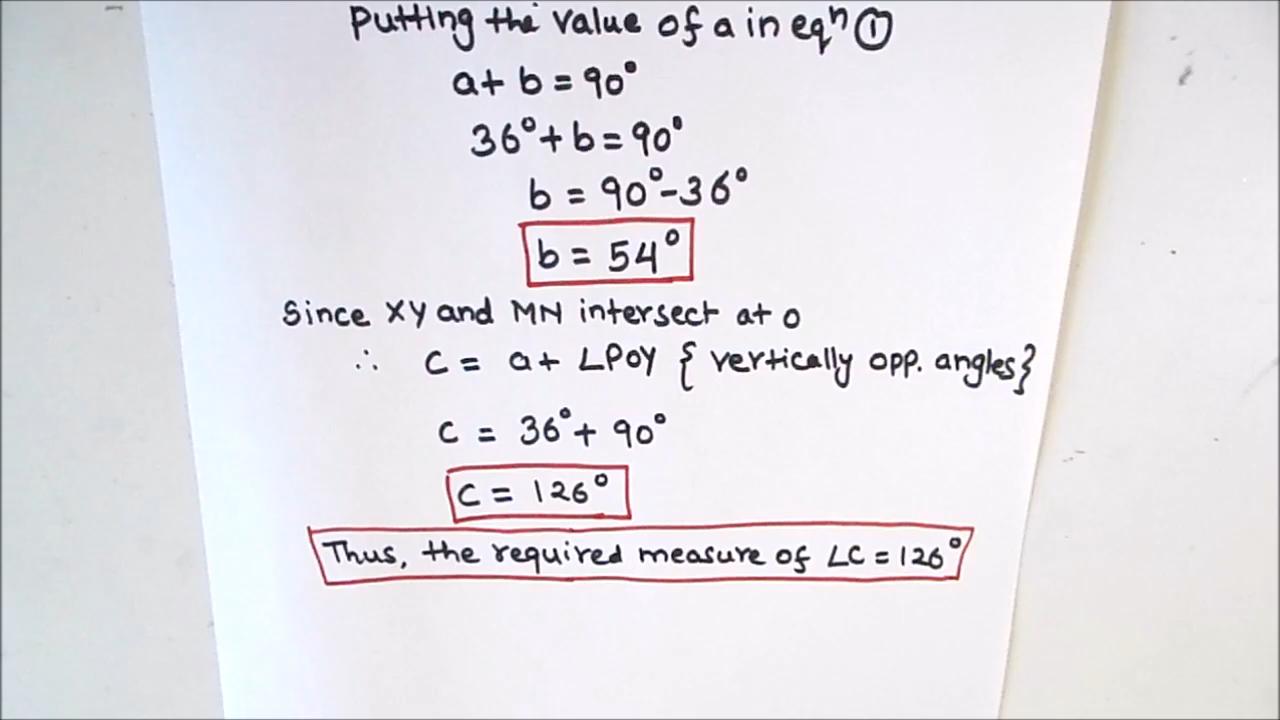 Putting the value of a in eqⁿ ①
a + b = 90°
36° + b = 90°
b = 90° - 36°
b = 54°
Since XY and MN intersect at O
∴ C = a + ∠POY { vertically opp. angles}
C = 36° + 90°
C = 126°
Thus, the required measure of ∠C = 126°